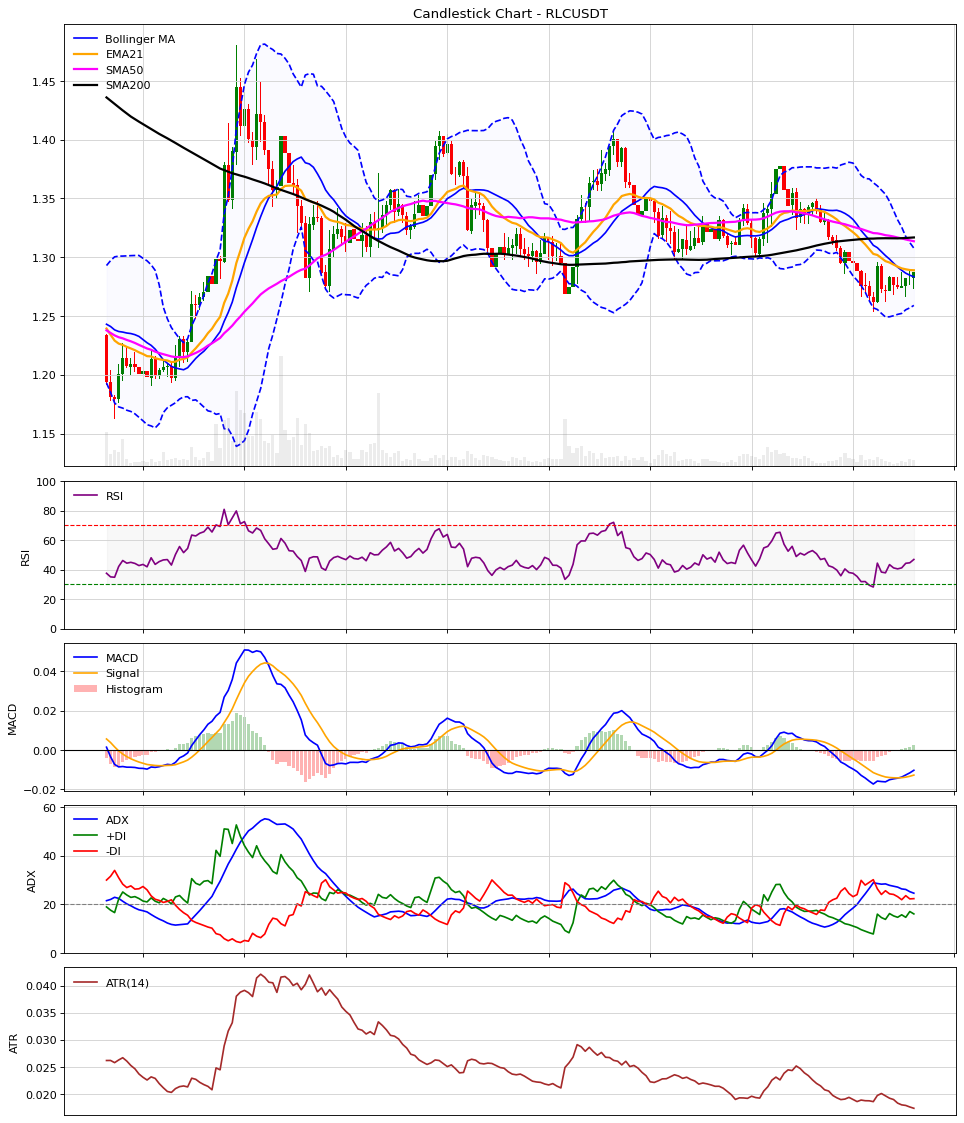 Candlestick Chart - RLCUSDT
Bollinger MA
EMA21
SMA50
SMA200
1.45
1.40
1.35
1.30
1.25
1.20
1.15
RSI
RSI
100
80
60
40
20
0
MACD
MACD
Signal
Histogram
0.04
0.02
0.00
−0.02
ADX
ADX
+DI
-DI
60
40
20
0
ATR
ATR(14)
0.040
0.035
0.030
0.025
0.020